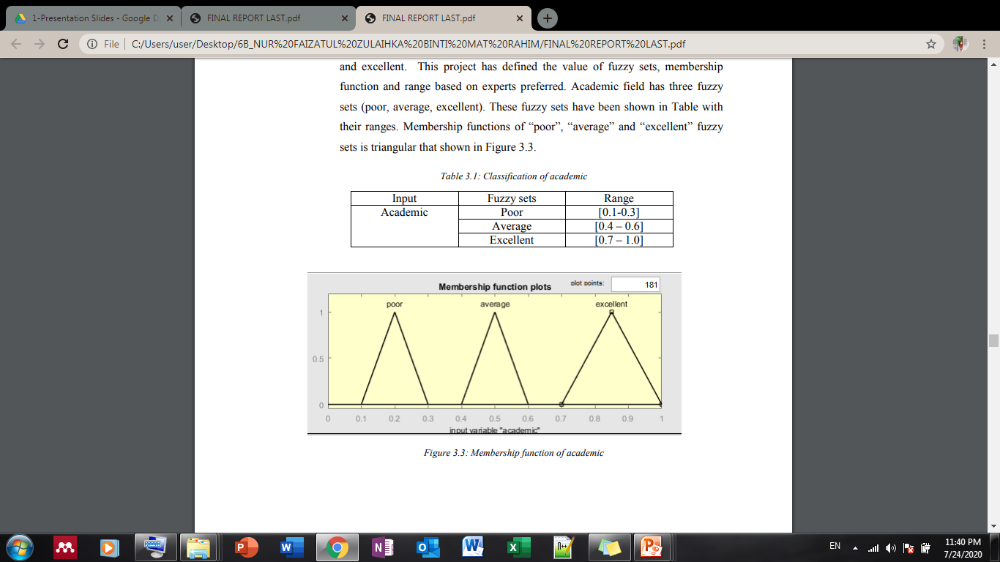 1-Presentation Slides - Google D
FINAL REPORT LAST.pdf
FINAL REPORT LAST.pdf
File
C:/Users/user/Desktop/6B_NUR%20FAIZATUL%20ZULAIHKA%20BINTI%20MAT%20RAHIM/FINAL%20REPORT%20LAST.pdf
and excellent. This project has defined the value of fuzzy sets, membership
function and range based on experts preferred. Academic field has three fuzzy
sets (poor, average, excellent). These fuzzy sets have been shown in Table with
their ranges. Membership functions of “poor”, “average” and “excellent” fuzzy
sets is triangular that shown in Figure 3.3.
Table 3.1: Classification of academic
Input Fuzzy sets Range
Academic Poor [0.1-0.3]
Average [0.4 – 0.6]
Excellent [0.7 – 1.0]
Membership function plots plot points: 181
poor average excellent
1
0.5
0
0 0.1 0.2 0.3 0.4 0.5 0.6 0.7 0.8 0.9 1
input variable "academic"
Figure 3.3: Membership function of academic
EN
11:40 PM
7/24/2020